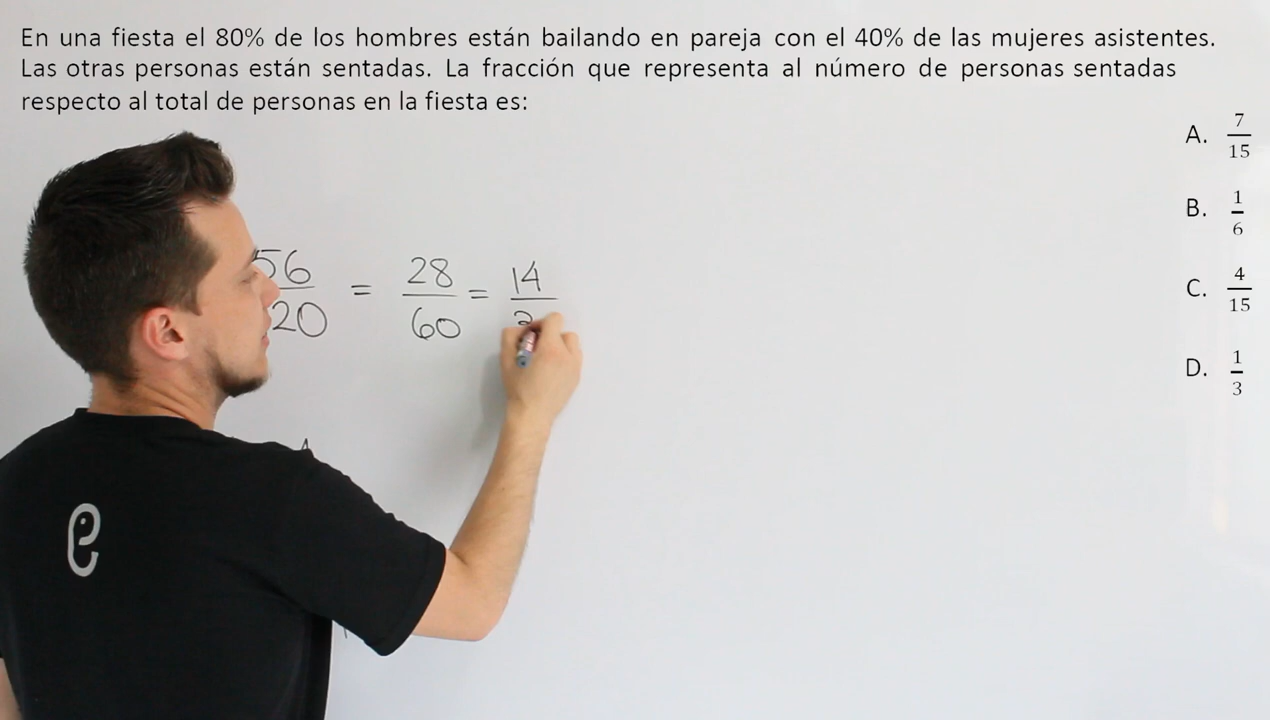 En una fiesta el 80% de los hombres están bailando en pareja con el 40% de las mujeres asistentes.
Las otras personas están sentadas. La fracción que representa al número de personas sentadas
respecto al total de personas en la fiesta es:
A. 7/15
B. 1/6
C. 4/15
D. 1/3
56/20 = 28/60 = 14/